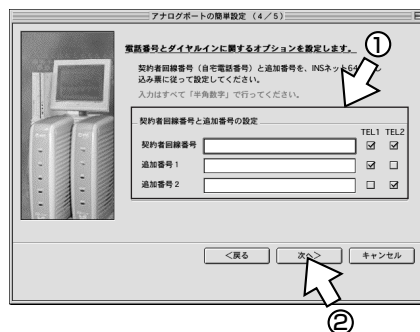 アナログポートの簡単設定 (4/5)
電話番号とダイヤルインに関するオプションを設定します。
①
契約者回線番号(自宅電話番号)と追加番号を、INSネット64
し
込み票に従って設定してください。
入力はすべて「半角数字」で行ってください。
契約者回線番号と追加番号の設定
TEL1 TEL2
契約者回線番号
追加番号1
追加番号2
<戻る 次へ> キャンセル
②